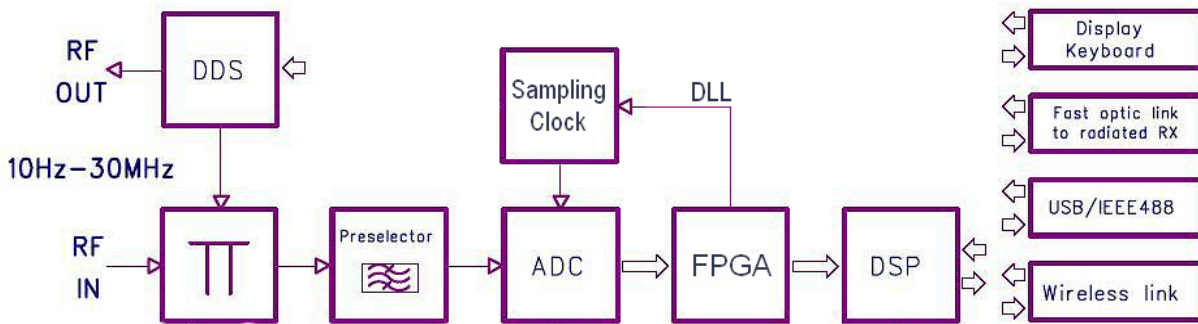 RF
OUT
DDS
Sampling
Clock
DLL
Display
Keyboard
Fast optic link
to radiated RX
10Hz-30MHz
USB/IEEE488
RF
IN
Preselector
ADC
FPGA
DSP
Wireless link